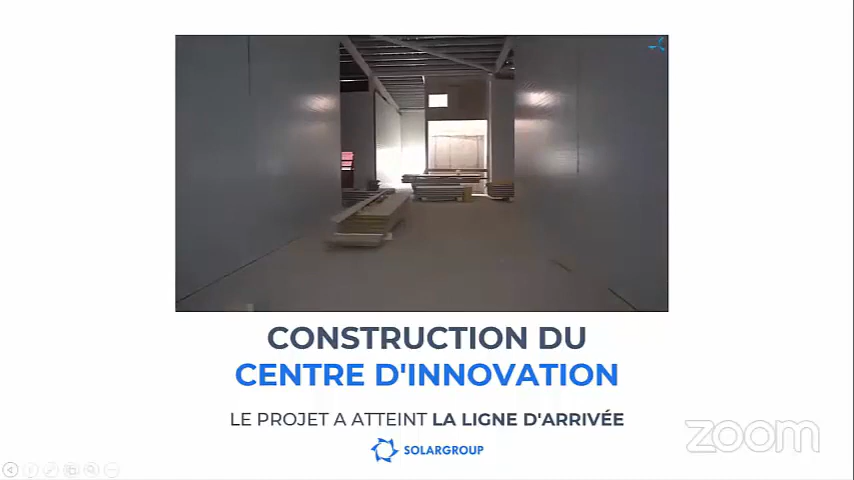 CONSTRUCTION DU
CENTRE D'INNOVATION
LE PROJET A ATTEINT LA LIGNE D'ARRIVÉE
SOLARGROUP
zoom